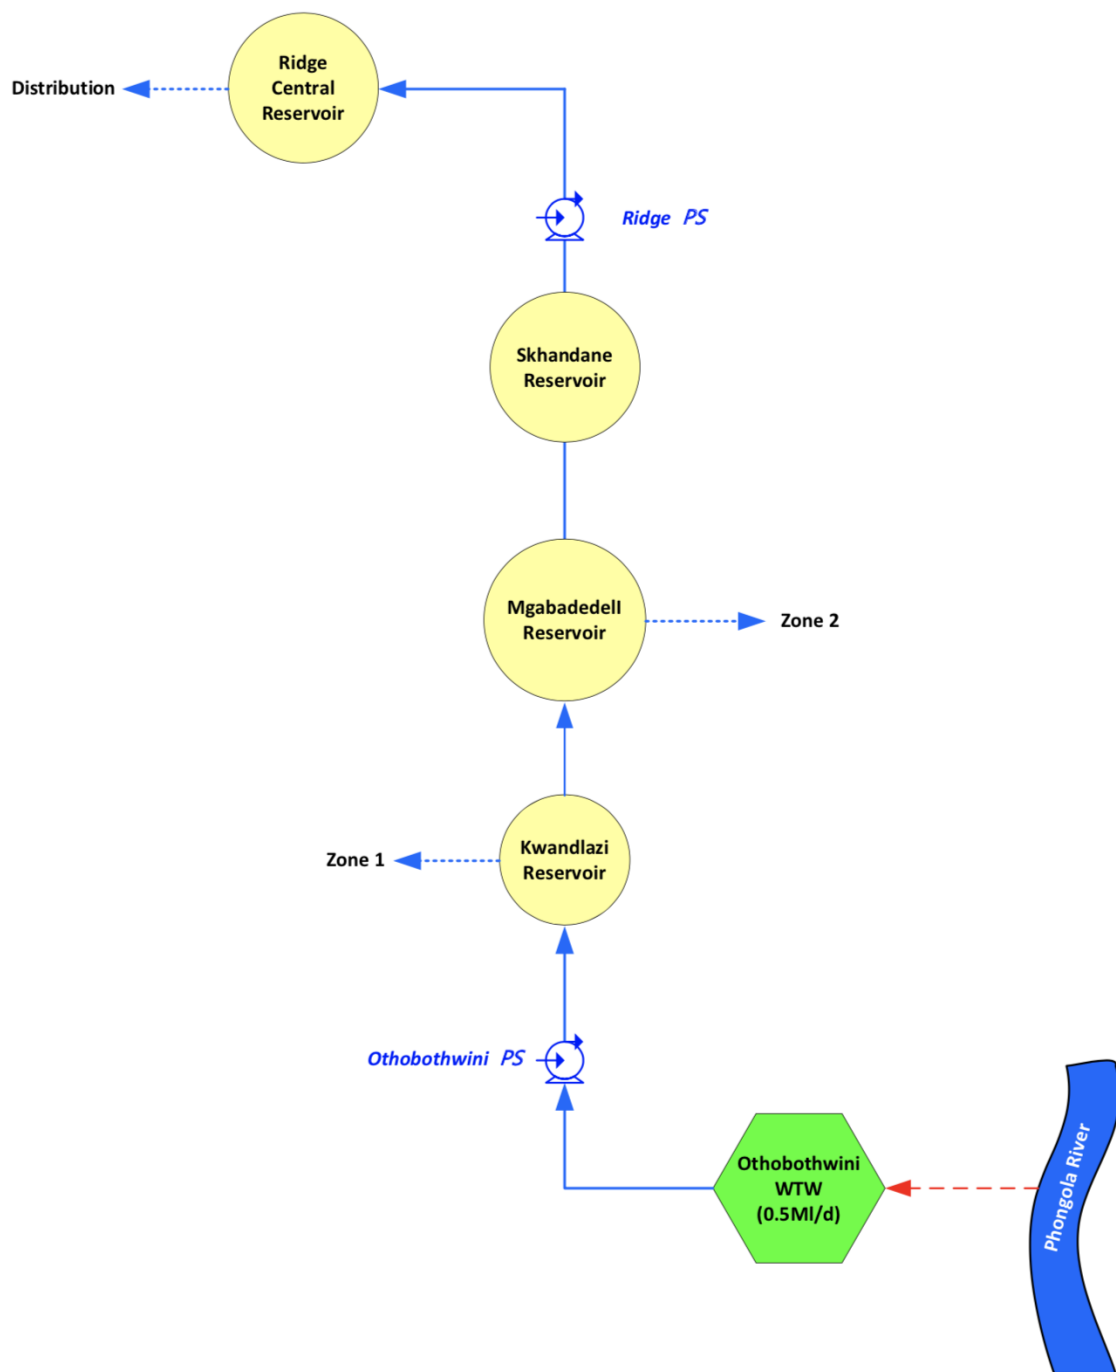 Ridge
Central
Reservoir
Distribution
Ridge PS
Skhandane
Reservoir
MgabadedelI
Reservoir
Zone 2
Kwandlazi
Reservoir
Zone 1
Othobothwini PS
Othobothwini
WTW
(0.5Ml/d)
Phongola River